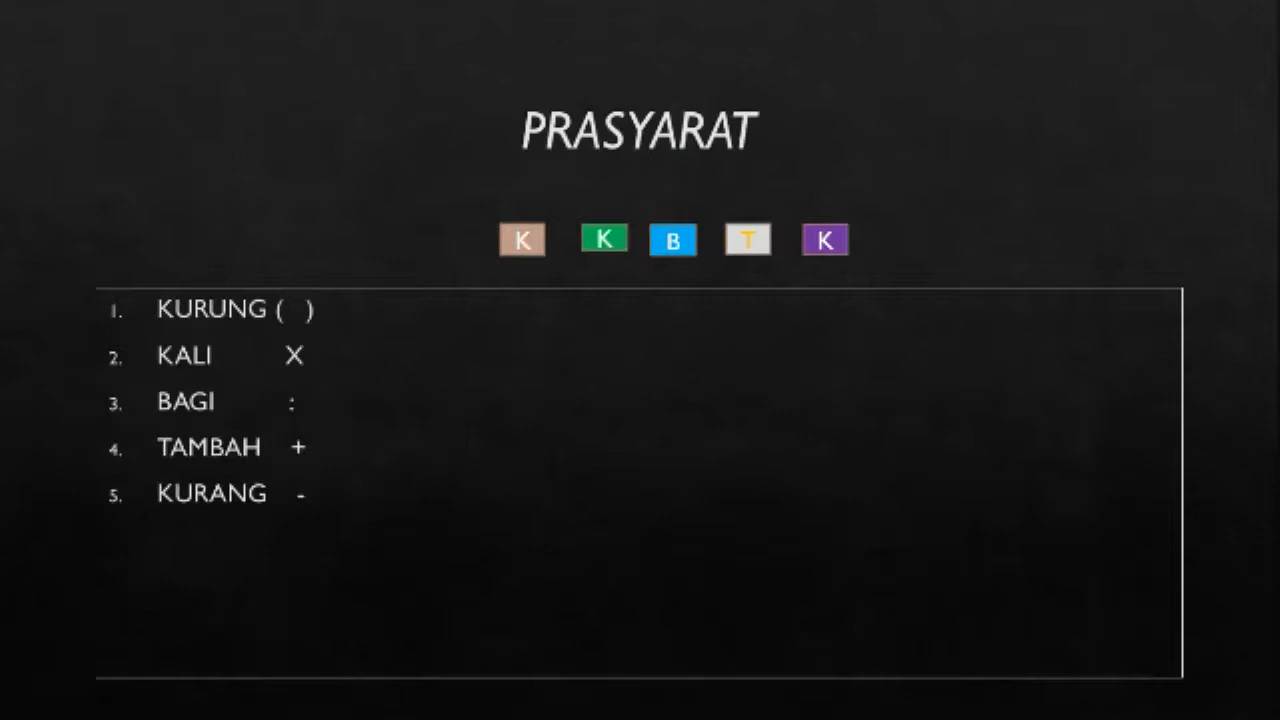 PRASYARAT
K K B T K
1. KURUNG ( )
2. KALI X
3. BAGI :
4. TAMBAH +
5. KURANG -